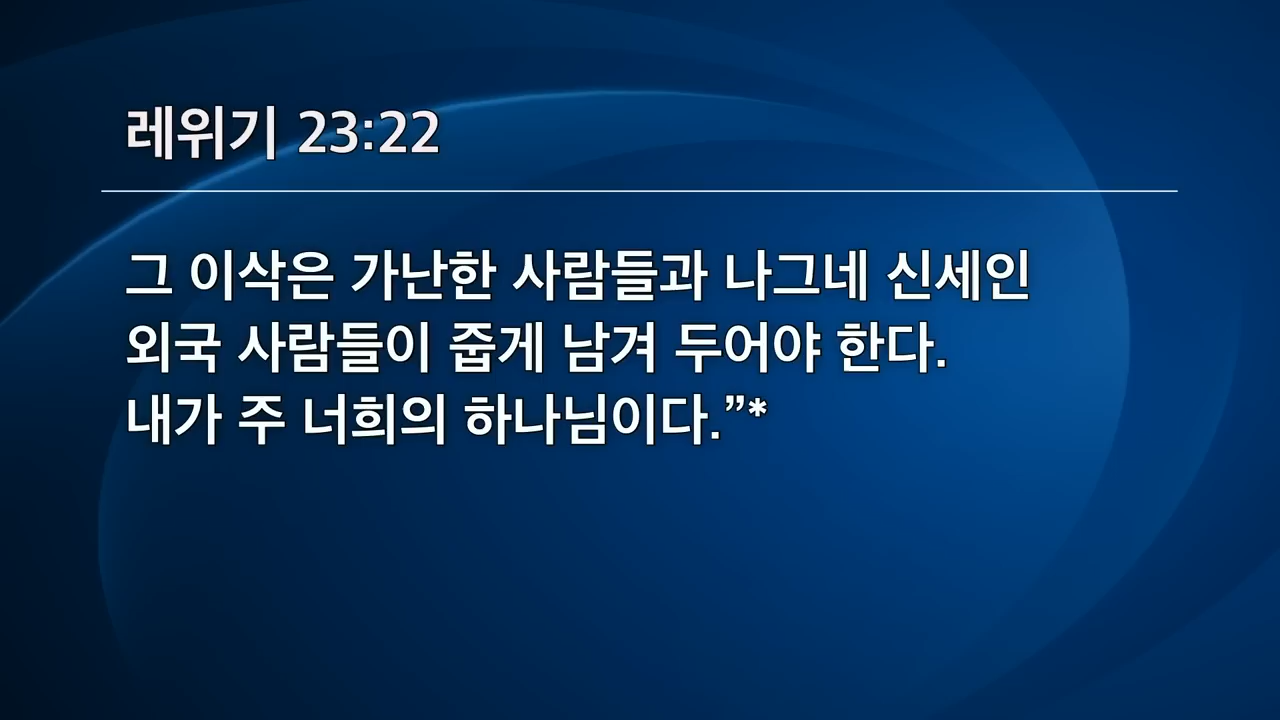 레위기 23:22
그 이삭은 가난한 사람들과 나그네 신세인
외국 사람들이 줍게 남겨 두어야 한다.
내가 주 너희의 하나님이다.”*